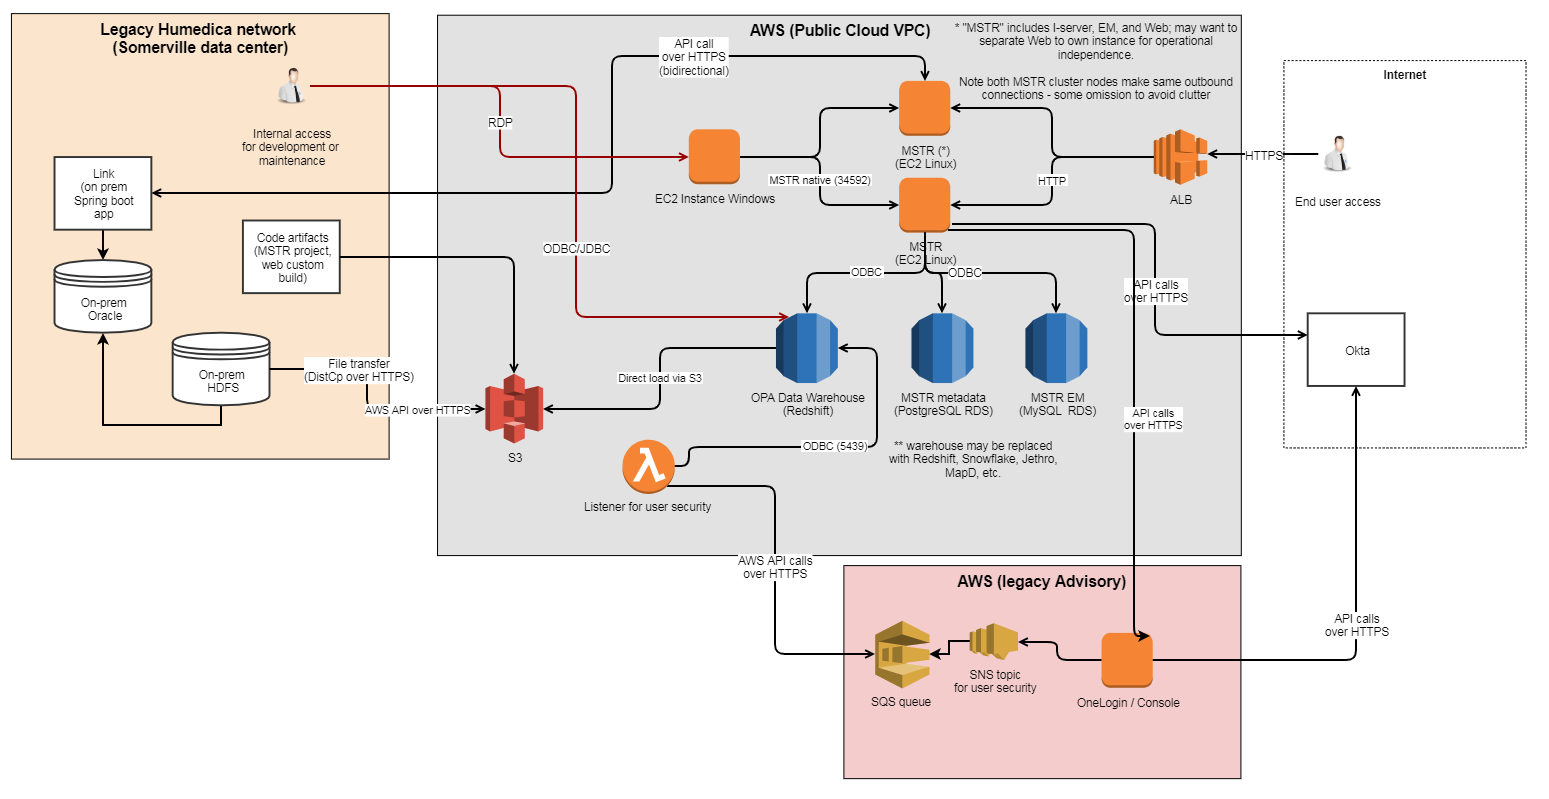 Legacy Humedica network
(Somerville data center)
Internal access
for development or
maintenance
Link
(on prem
Spring boot
app
On-prem
Oracle
Code artifacts
(MSTR project,
web custom
build)
On-prem
HDFS
File transfer
(DistCp over HTTPS)
AWS API over HTTPS
AWS (Public Cloud VPC)
* "MSTR" includes I-server, EM, and Web; may want to
separate Web to own instance for operational
independence.
Note both MSTR cluster nodes make same outbound
connections - some omission to avoid clutter
API call
over HTTPS
(bidirectional)
RDP
EC2 Instance Windows
MSTR native (34592)
MSTR (*)
(EC2 Linux)
HTTP
ALB
MSTR
(EC2 Linux)
ODBC/JDBC
ODBC
ODBC
API calls
over HTTPS
OPA Data Warehouse
(Redshift)
MSTR metadata
(PostgreSQL RDS)
MSTR EM
(MySQL  RDS)
Direct load via S3
S3
ODBC (5439)
** warehouse may be replaced
with Redshift, Snowflake, Jethro,
MapD, etc.
API calls
over HTTPS
Listener for user security
AWS API calls
over HTTPS
Internet
HTTPS
End user access
Okta
API calls
over HTTPS
AWS (legacy Advisory)
SQS queue
SNS topic
for user security
OneLogin / Console